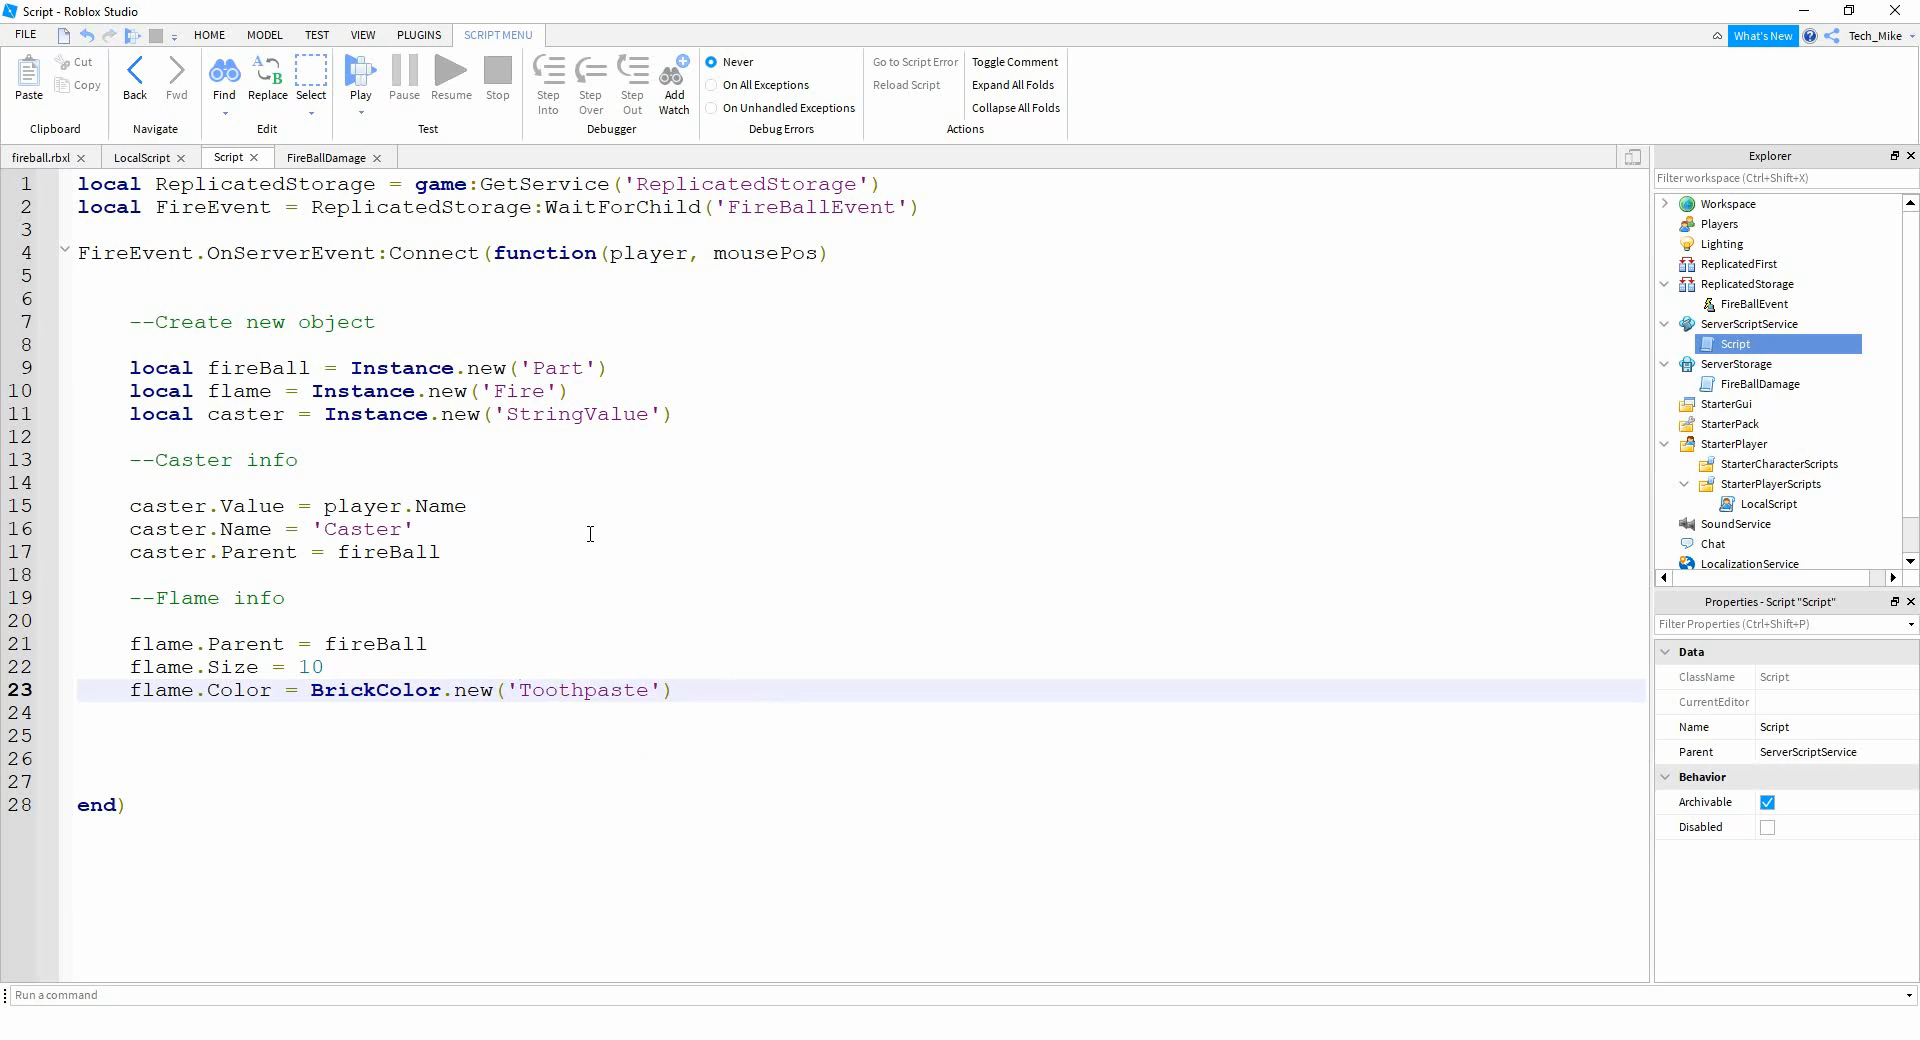 Script - Roblox Studio
FILE HOME MODEL TEST VIEW PLUGINS SCRIPT MENU What's New Tech_Mike
Paste Cut Copy
Clipboard
Back Fwd
Navigate
Find Replace Select
Edit
Play Pause Resume Stop
Test
Step Into Step Over Step Out Add Watch
Debugger
Never
On All Exceptions
On Unhandled Exceptions
Debug Errors
Go to Script Error
Reload Script
Toggle Comment
Expand All Folds
Collapse All Folds
Actions
fireball.rbxl LocalScript Script FireBallDamage
1 local ReplicatedStorage = game:GetService('ReplicatedStorage')
2 local FireEvent = ReplicatedStorage:WaitForChild('FireBallEvent')
3
4 FireEvent.OnServerEvent:Connect(function(player, mousePos)
5
6
7 --Create new object
8
9 local fireBall = Instance.new('Part')
10 local flame = Instance.new('Fire')
11 local caster = Instance.new('StringValue')
12
13 --Caster info
14
15 caster.Value = player.Name
16 caster.Name = 'Caster'
17 caster.Parent = fireBall
18
19 --Flame info
20
21 flame.Parent = fireBall
22 flame.Size = 10
23 flame.Color = BrickColor.new('Toothpaste')
24
25
26
27
28 end)
Run a command
Explorer
Filter workspace (Ctrl+Shift+X)
Workspace
Players
Lighting
ReplicatedFirst
ReplicatedStorage
FireBallEvent
ServerScriptService
Script
ServerStorage
FireBallDamage
StarterGui
StarterPack
StarterPlayer
StarterCharacterScripts
StarterPlayerScripts
LocalScript
SoundService
Chat
LocalizationService
Properties - Script "Script"
Filter Properties (Ctrl+Shift+P)
Data
ClassName Script
CurrentEditor
Name Script
Parent ServerScriptService
Behavior
Archivable
Disabled